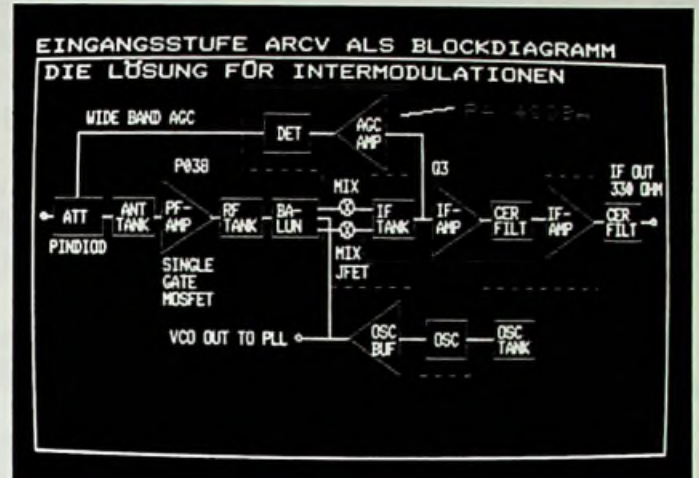 EINGANGSSTUFE ARCV ALS BLOCKDIAGRAMM
DIE LÖSUNG FÜR INTERMODULATIONEN
WIDE BAND AGC
DET
AGC
AMP
P038
Q3
MIX
IF OUT
330 OHM
ATT
ANT
TANK
PF-
AMP
RF
TANK
BA-
LUN
IF
TANK
IF-
AMP
CER
FILT
IF-
AMP
CER
FILT
PINDIOD
SINGLE
GATE
MOSFET
MIX
JFET
VCO OUT TO PLL
OSC
BUF
OSC
OSC
TANK